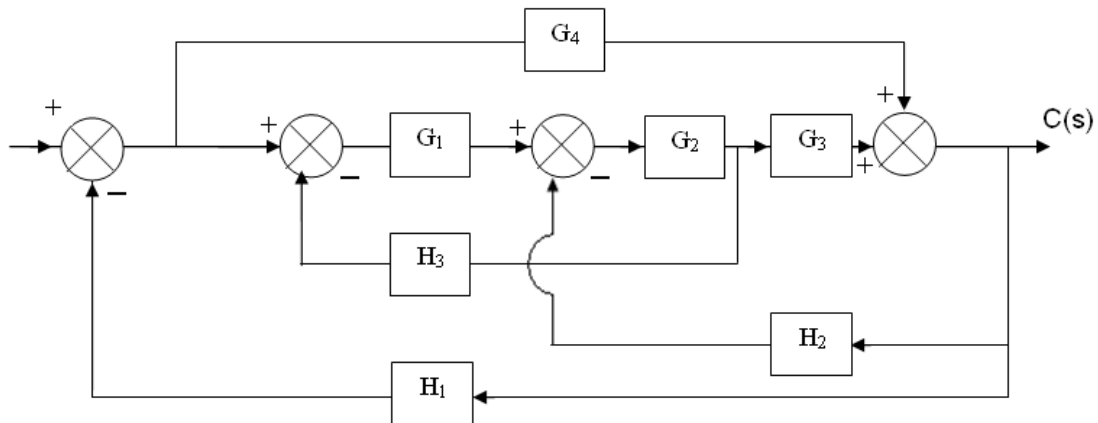 G₄
+
+
C(s)
+
G₁
+
G₂
G₃
−
−
+
−
H₃
H₂
H₁